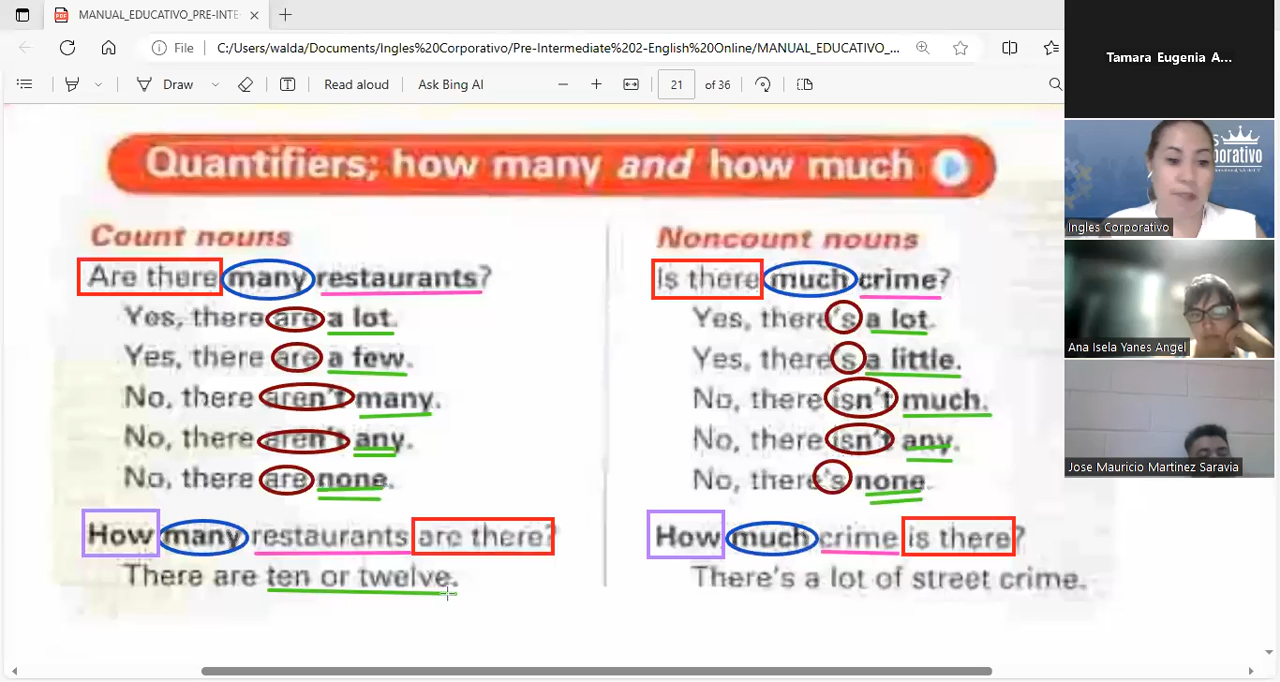 MANUAL_EDUCATIVO_PRE-INTE
File
C:/Users/walda/Documents/Ingles%20Corporativo/Pre-Intermediate%202-English%20Online/MANUAL_EDUCATIVO_...
Draw
Read aloud
Ask Bing AI
21 of 36
Quantifiers; how many and how much
Count nouns
Are there many restaurants?
Yes, there are a lot.
Yes, there are a few.
No, there aren't many.
No, there aren't any.
No, there are none.
How many restaurants are there?
There are ten or twelve.
Noncount nouns
Is there much crime?
Yes, there's a lot.
Yes, there's a little.
No, there isn't much.
No, there isn't any.
No, there's none.
How much crime is there?
There's a lot of street crime.
Tamara Eugenia A...
Ingles Corporativo
Ana Isela Yanes Angel
Jose Mauricio Martinez Saravia